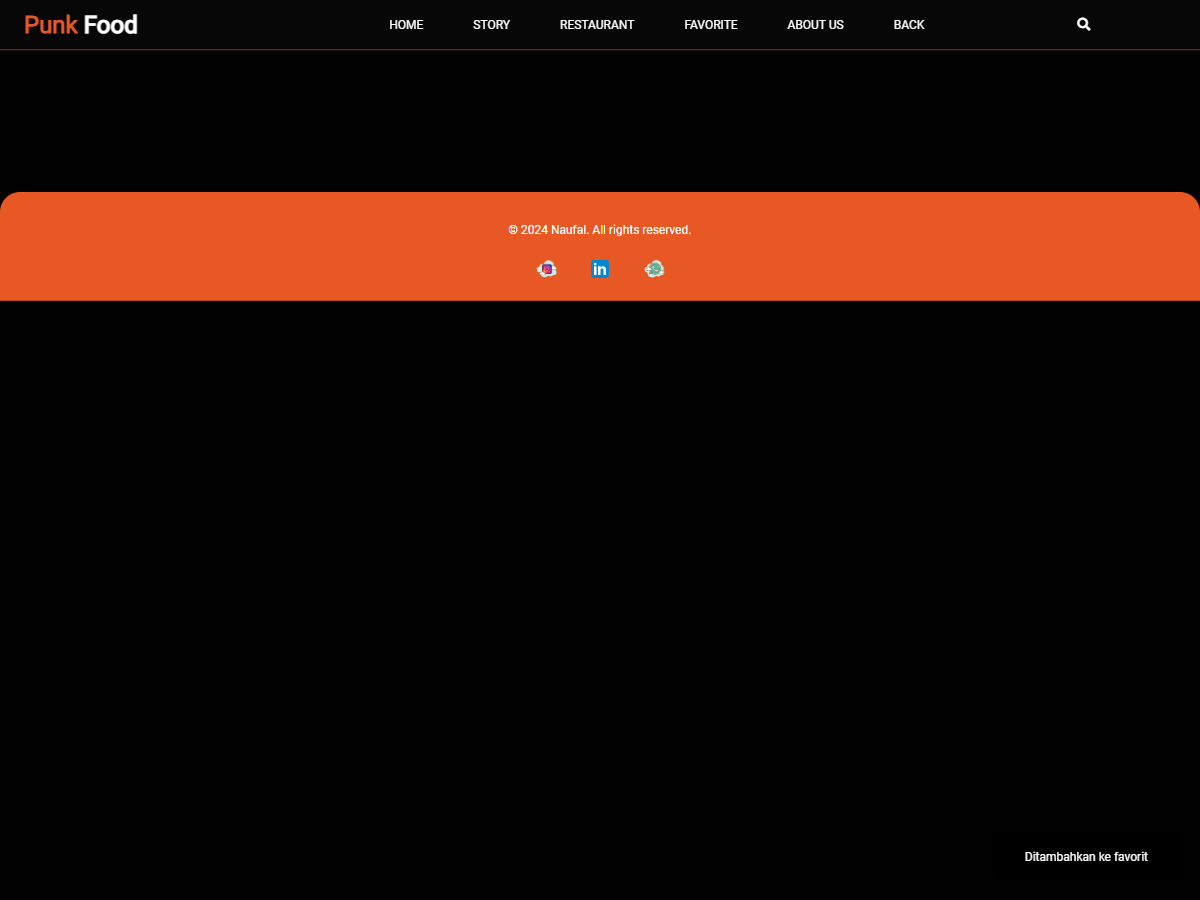 Punk Food
HOME
STORY
RESTAURANT
FAVORITE
ABOUT US
BACK
© 2024 Naufal. All rights reserved.
in
Ditambahkan ke favorit